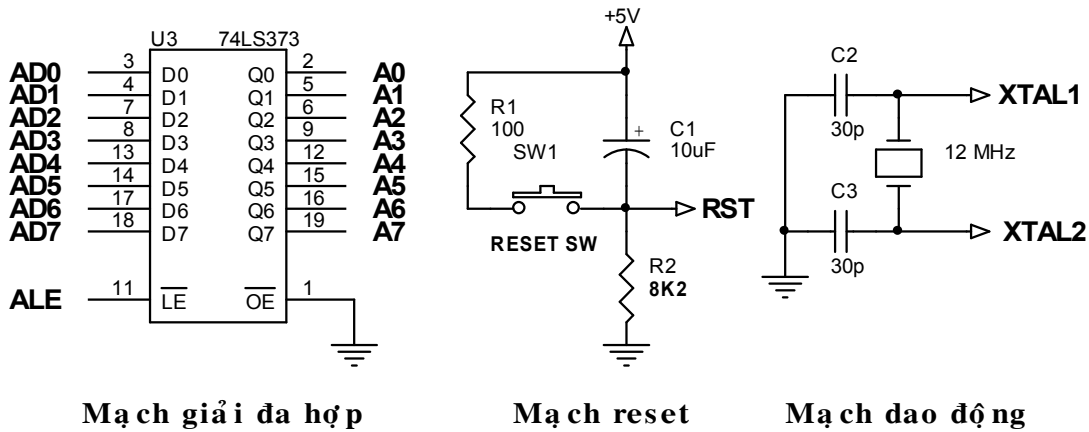 U3 74LS373
AD0 3 D0 Q0 2 A0
AD1 4 D1 Q1 5 A1
AD2 7 D2 Q2 6 A2
AD3 8 D3 Q3 9 A3
AD4 13 D4 Q4 12 A4
AD5 14 D5 Q5 15 A5
AD6 17 D6 Q6 16 A6
AD7 18 D7 Q7 19 A7
ALE 11 LE OE 1
Mạch giải đa hợp
+5V
R1
100
SW1
C1
+
10uF
RST
RESET SW
R2
8K2
Mạch reset
C2
30p
XTAL1
12 MHz
C3
30p
XTAL2
Mạch dao động